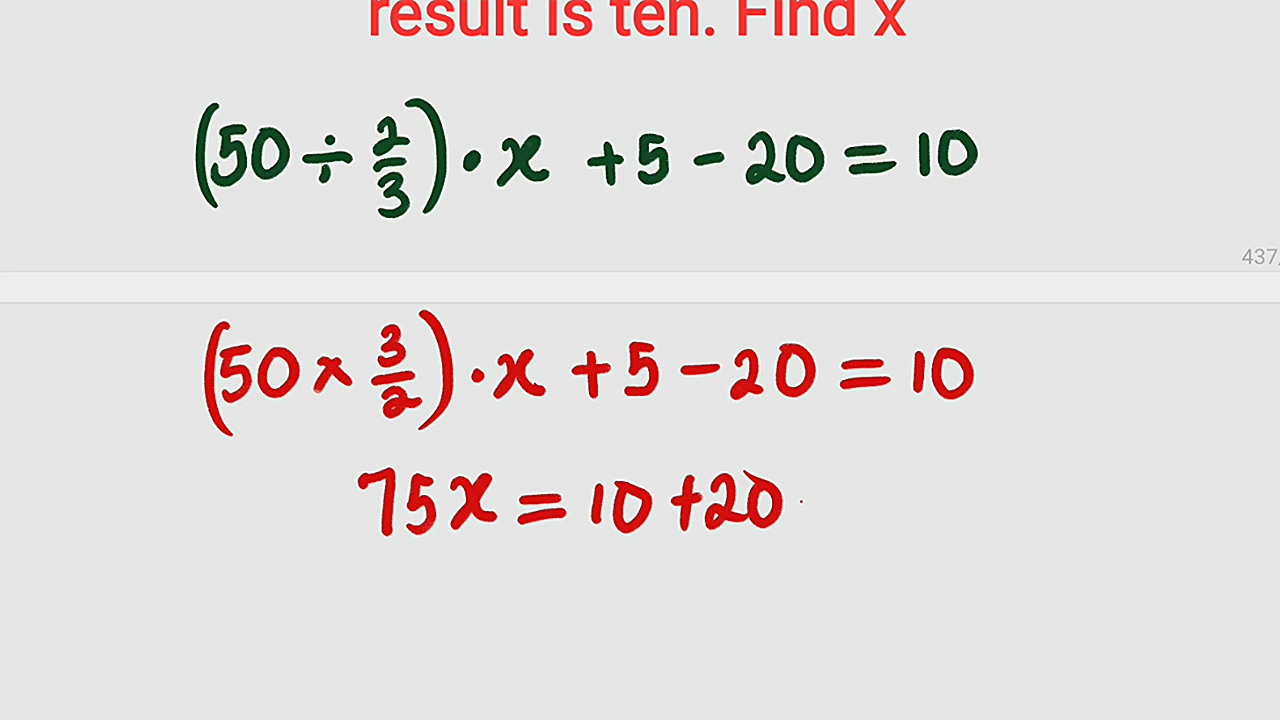 result is ten. Find x
(50 ÷ 2/3) • x + 5 - 20 = 10
437/
(50 × 3/2) • x + 5 - 20 = 10
75x = 10 + 20